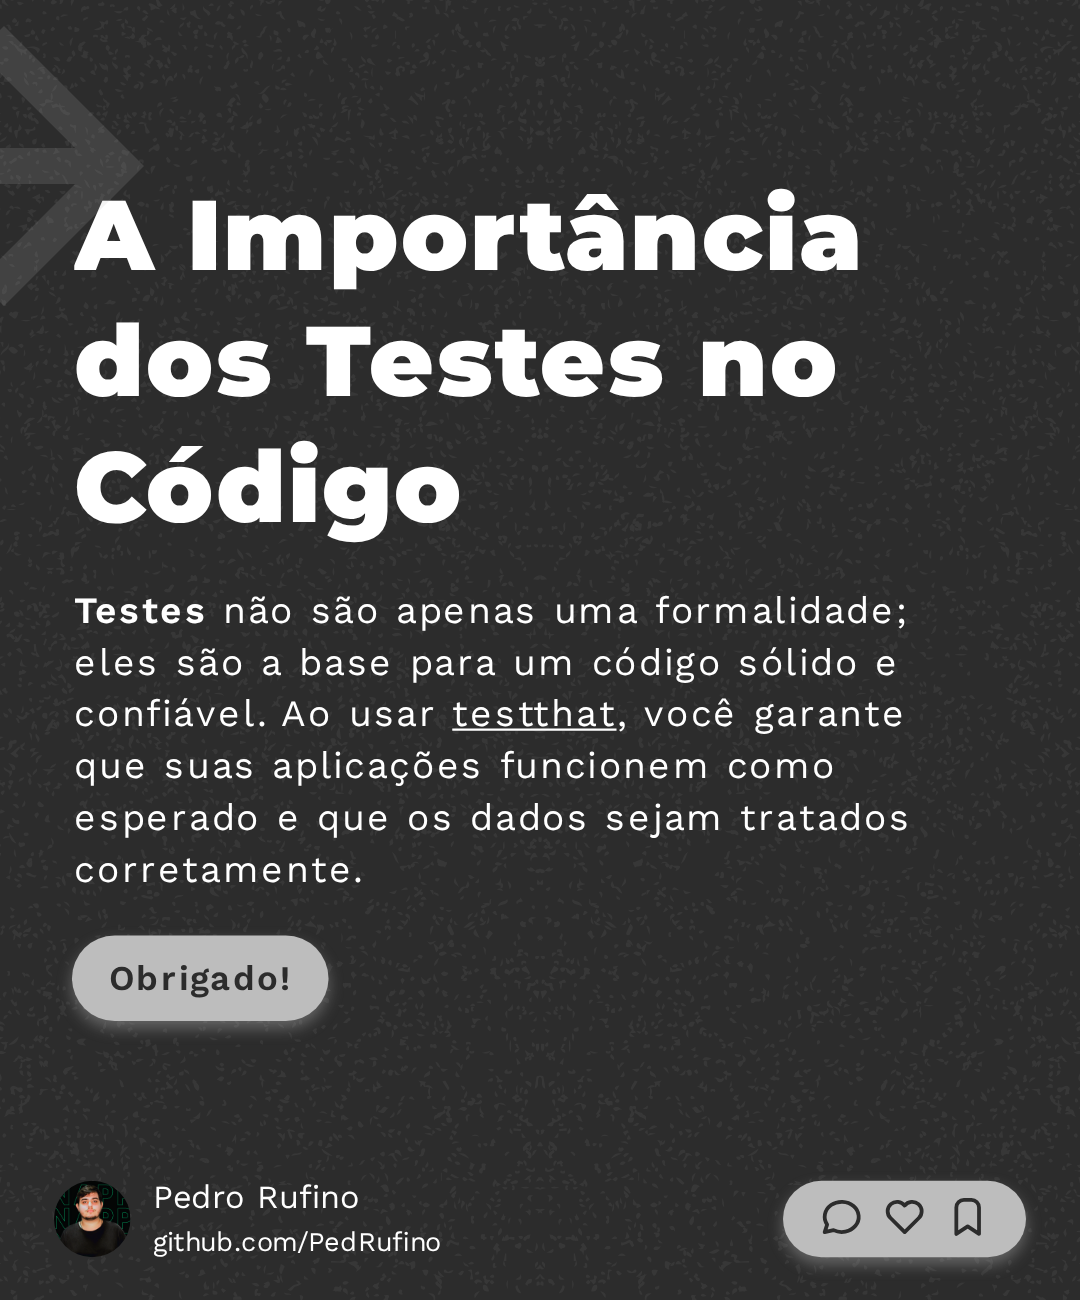 A Importância
dos Testes no
Código
Testes não são apenas uma formalidade;
eles são a base para um código sólido e
confiável. Ao usar testthat, você garante
que suas aplicações funcionem como
esperado e que os dados sejam tratados
corretamente.
Obrigado!
Pedro Rufino
github.com/PedRufino